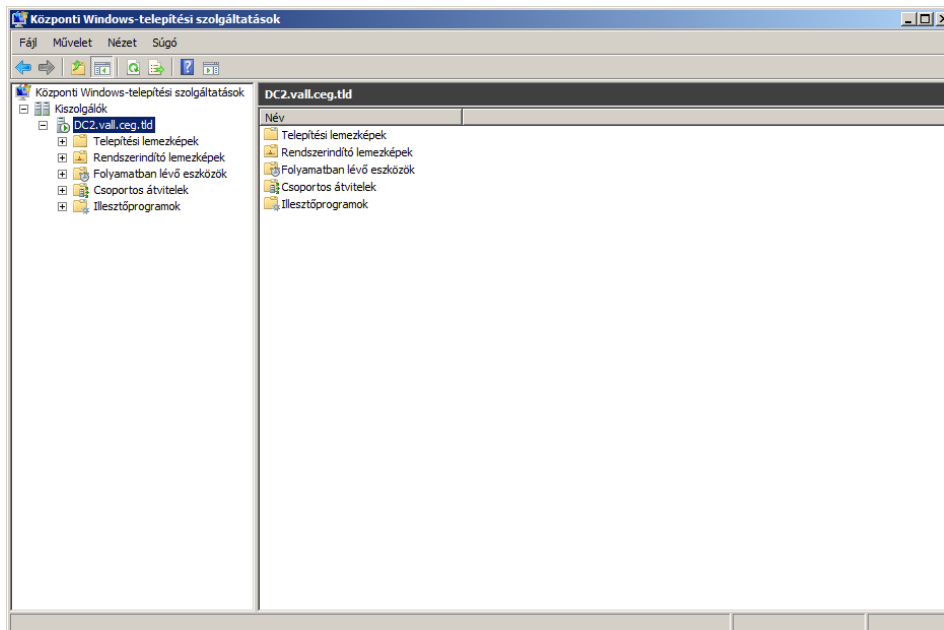 Központi Windows-telepítési szolgáltatások
Fájl Művelet Nézet Súgó
Központi Windows-telepítési szolgáltatások
Kiszolgálók
DC2.vall.ceg.tld
Telepítési lemezképek
Rendszerindító lemezképek
Folyamatban lévő eszközök
Csoportos átvitelek
Illesztőprogramok
DC2.vall.ceg.tld
Név
Telepítési lemezképek
Rendszerindító lemezképek
Folyamatban lévő eszközök
Csoportos átvitelek
Illesztőprogramok